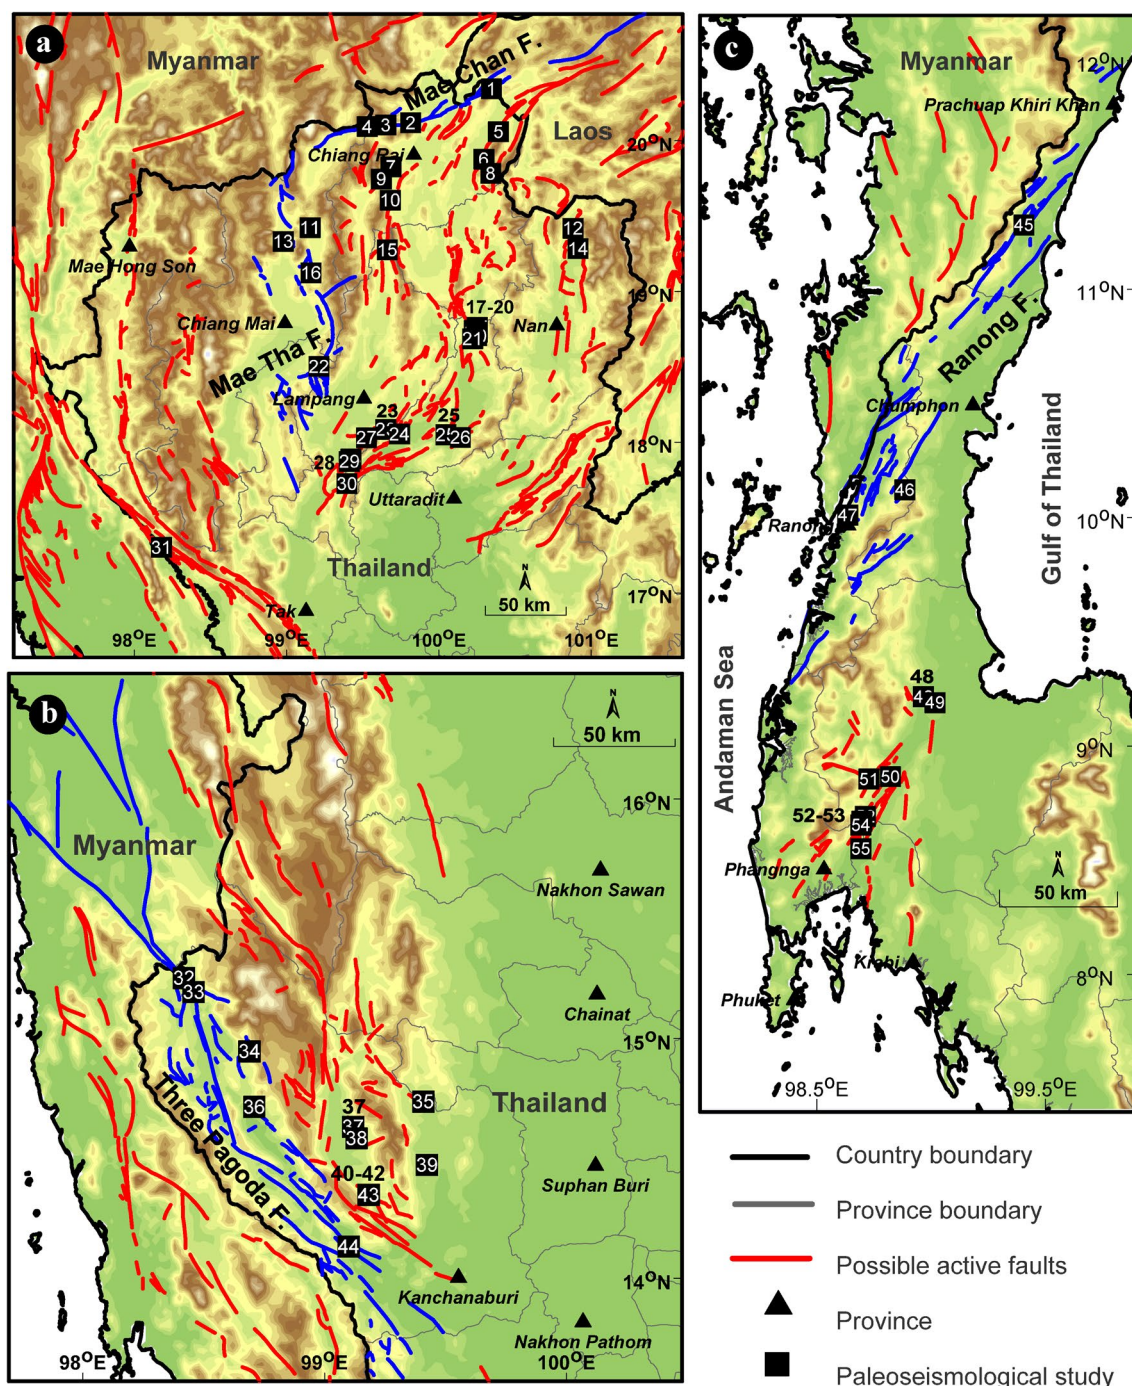 a
Myanmar
Mae Chan F.
1
Laos
4
3
2
5
20°N
Chiang Rai
7
6
9
8
10
11
12
13
14
15
Mae Hong Son
16
19°N
17-20
Chiang Mai
Nan
21
Mae Tha F.
22
Lampang
23
25
27
24
25
26
18°N
28
29
30
Uttaradit
31
Thailand
N
50 km
17°N
Tak
98°E
99°E
100°E
101°E
b
N
50 km
16°N
Myanmar
Nakhon Sawan
32
33
Chainat
15°N
34
Thailand
35
36
37
37
38
Three Pagoda F.
39
40-42
43
Suphan Buri
44
14°N
Kanchanaburi
Nakhon Pathom
98°E
99°E
100°E
c
Myanmar
12°N
Prachuap Khiri Khan
45
11°N
Ranong F.
Chumphon
Gulf of Thailand
46
47
Ranong
10°N
Andaman Sea
48
49
9°N
51
50
52-53
54
55
Phangnga
N
50 km
Krabi
8°N
Phuket
98.5°E
99.5°E
Country boundary
Province boundary
Possible active faults
Province
Paleoseismological study